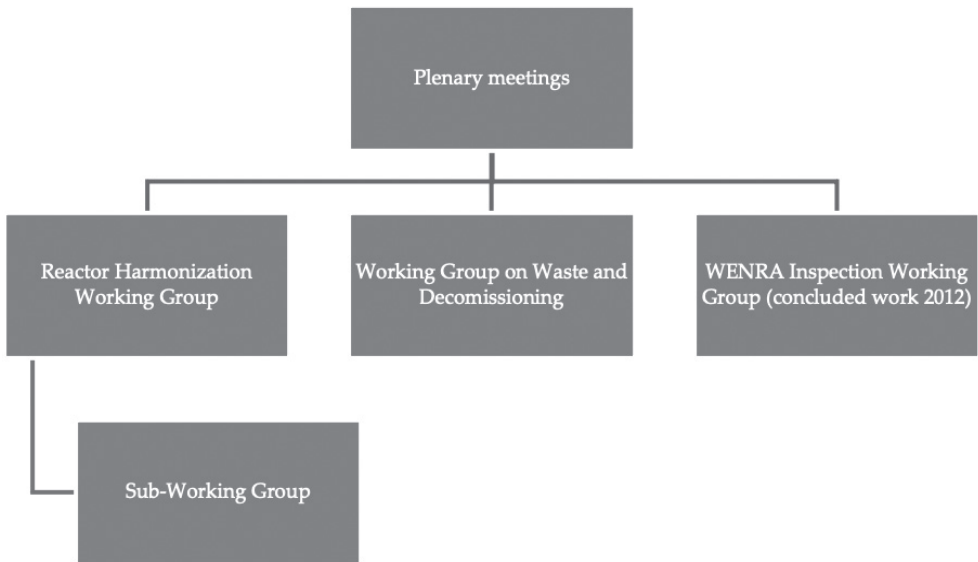 Plenary meetings
Reactor Harmonization
Working Group
Working Group on Waste and
Decomissioning
WENRA Inspection Working
Group (concluded work 2012)
Sub-Working Group